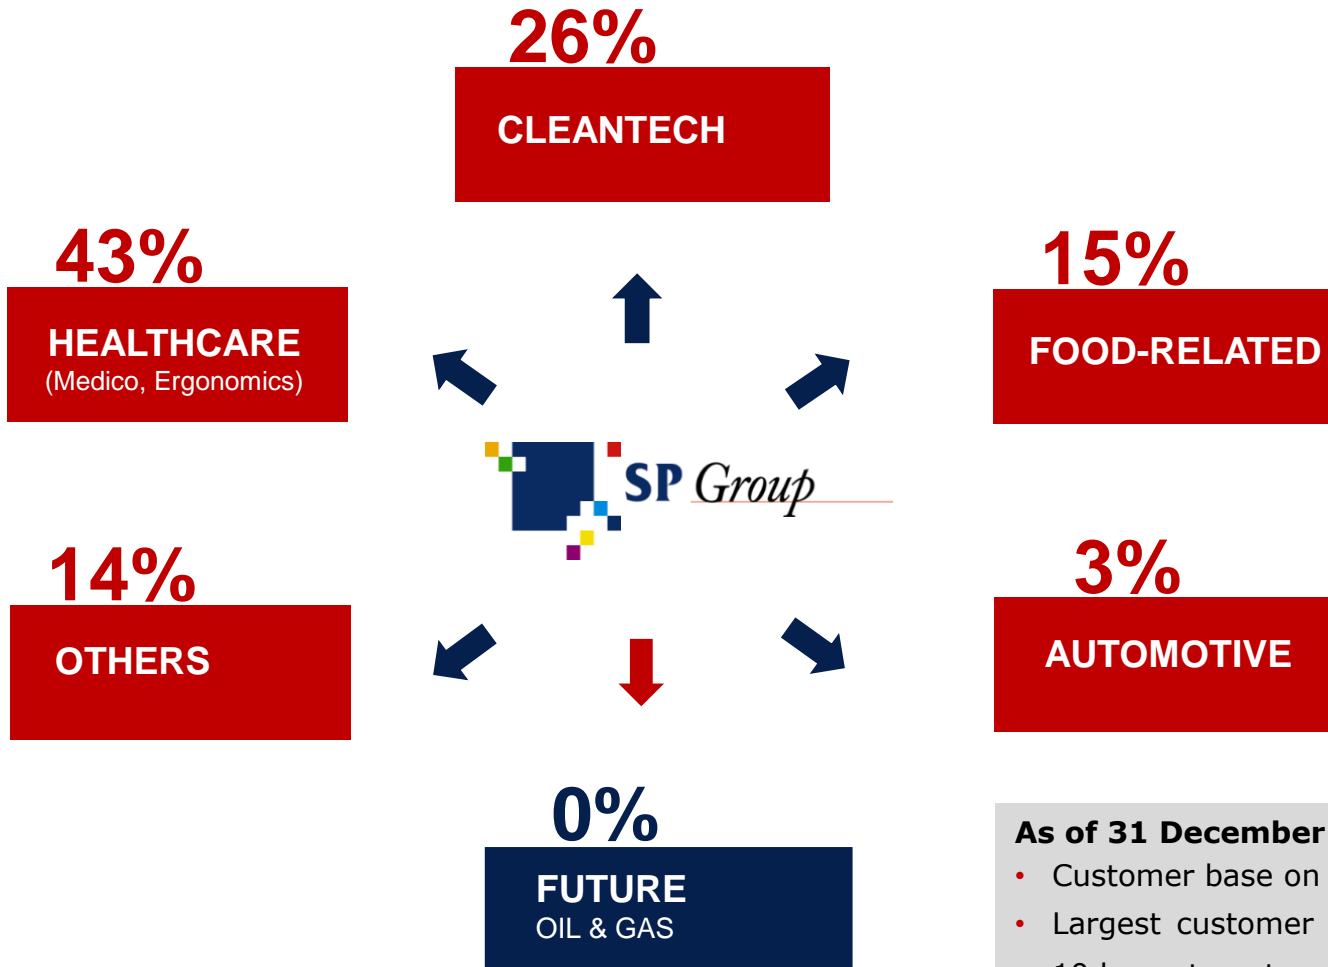 26%
CLEANTECH
43%
HEALTHCARE
(Medico, Ergonomics)
15%
FOOD-RELATED
SP Group
14%
OTHERS
3%
AUTOMOTIVE
0%
FUTURE
OIL & GAS
As of 31 December
• Customer base on
• Largest customer